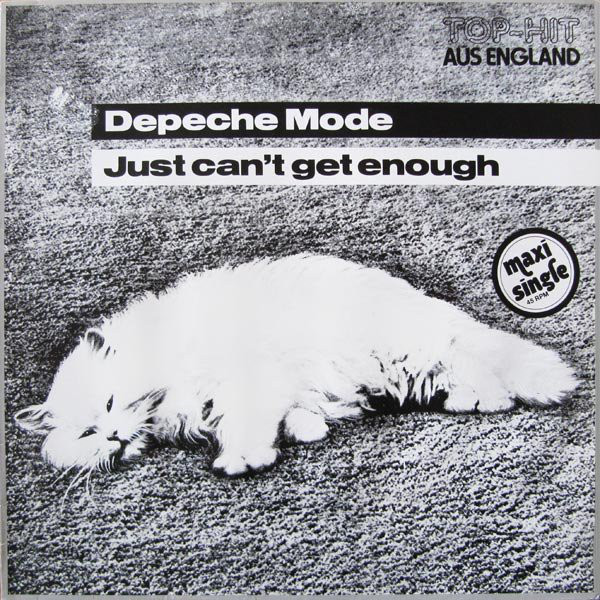 TOP-HIT
AUS ENGLAND
Depeche Mode
Just can't get enough
maxi
single
45 RPM